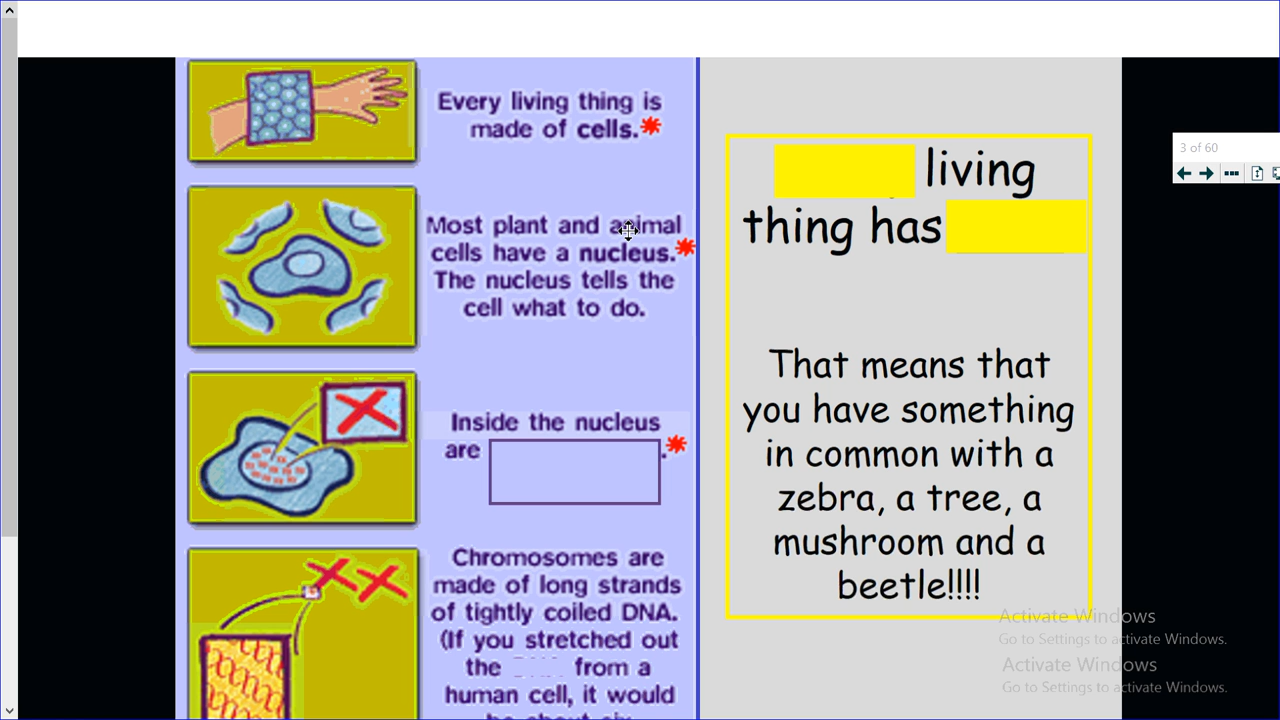 Every living thing is
made of cells.
Most plant and animal
cells have a nucleus.
The nucleus tells the
cell what to do.
Inside the nucleus
are .
Chromosomes are
made of long strands
of tightly coiled DNA.
(If you stretched out
the from a
human cell, it would
be about six
living
thing has
That means that
you have something
in common with a
zebra, a tree, a
mushroom and a
beetle!!!!
3 of 60
Activate Windows
Go to Settings to activate Windows.
Activate Windows
Go to Settings to activate Windows.